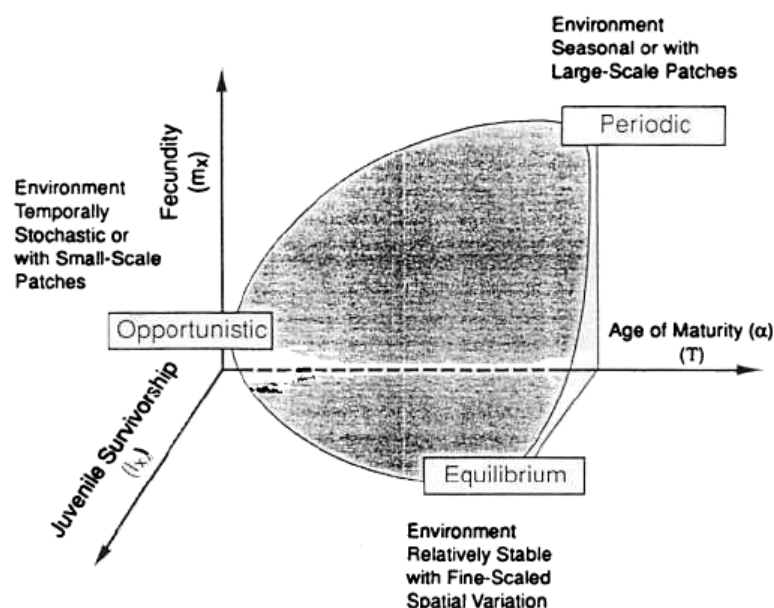 Environment
Seasonal or with
Large-Scale Patches
Periodic
Fecundity
(mx)
Environment
Temporally
Stochastic or
with Small-Scale
Patches
Opportunistic
Age of Maturity (α)
(T)
Juvenile Survivorship
(lx)
Equilibrium
Environment
Relatively Stable
with Fine-Scaled
Spatial Variation